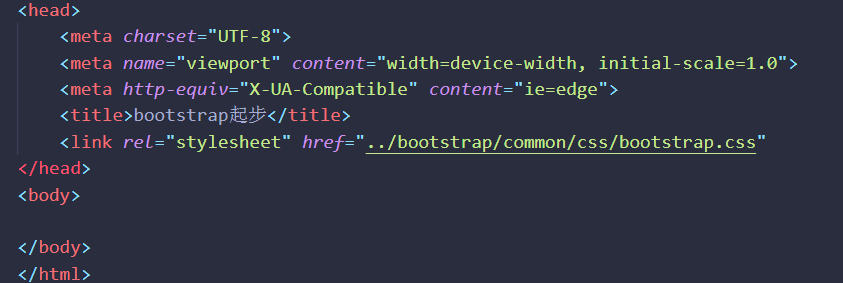 <head>
    <meta charset="UTF-8">
    <meta name="viewport" content="width=device-width, initial-scale=1.0">
    <meta http-equiv="X-UA-Compatible" content="ie=edge">
    <title>bootstrap起步</title>
    <link rel="stylesheet" href="../bootstrap/common/css/bootstrap.css"
</head>
<body>

</body>
</html>